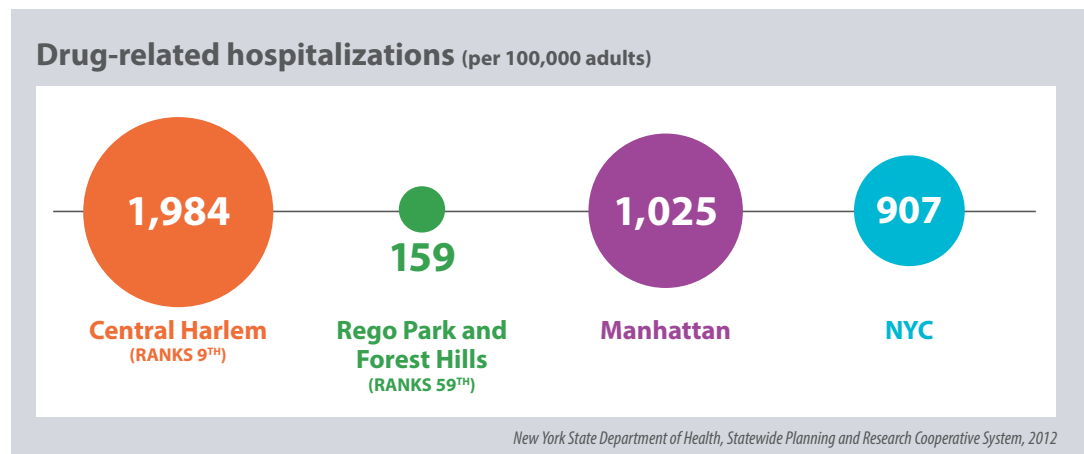 Drug-related hospitalizations (per 100,000 adults)
1,984
159
1,025
907
Central Harlem
(RANKS 9TH)
Rego Park and
Forest Hills
(RANKS 59TH)
Manhattan
NYC
New York State Department of Health, Statewide Planning and Research Cooperative System, 2012